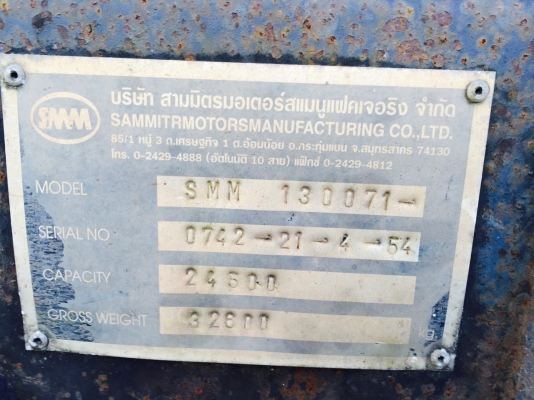 SMM
บริษัท สามมิตรมอเตอร์สแมนูแฟคเจอริง จำกัด
SAMMITRMOTORSMANUFACTURING CO.,LTD.
85/1 หมู่ 3 ถ.เศรษฐกิจ 1 ต.อ้อมน้อย อ.กระทุ่มแบน จ.สมุทรสาคร 74130
โทร. 0-2429-4888 (อัตโนมัติ 10 สาย) แฟ็กซ์ 0-2429-4812
MODEL SMM 130071-
SERIAL NO 0742-21-4-54
CAPACITY 24500
GROSS WEIGHT 32600 Kg.